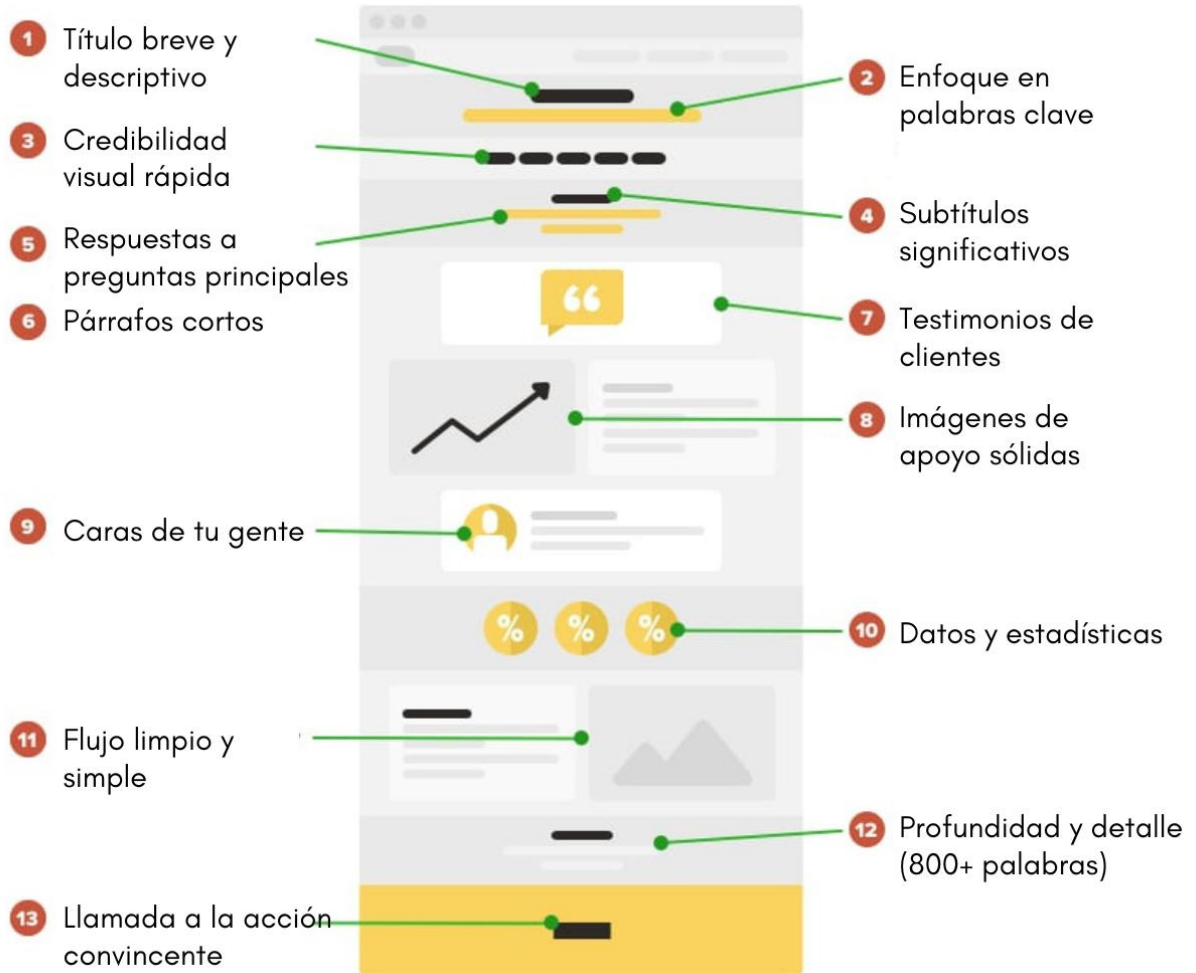 1 Título breve y
descriptivo
2 Enfoque en
palabras clave
3 Credibilidad
visual rápida
4 Subtítulos
significativos
5 Respuestas a
preguntas principales
6 Párrafos cortos
“
7 Testimonios de
clientes
8 Imágenes de
apoyo sólidas
9 Caras de tu gente
% % %
10 Datos y estadísticas
11 Flujo limpio y
simple
12 Profundidad y detalle
(800+ palabras)
13 Llamada a la acción
convincente